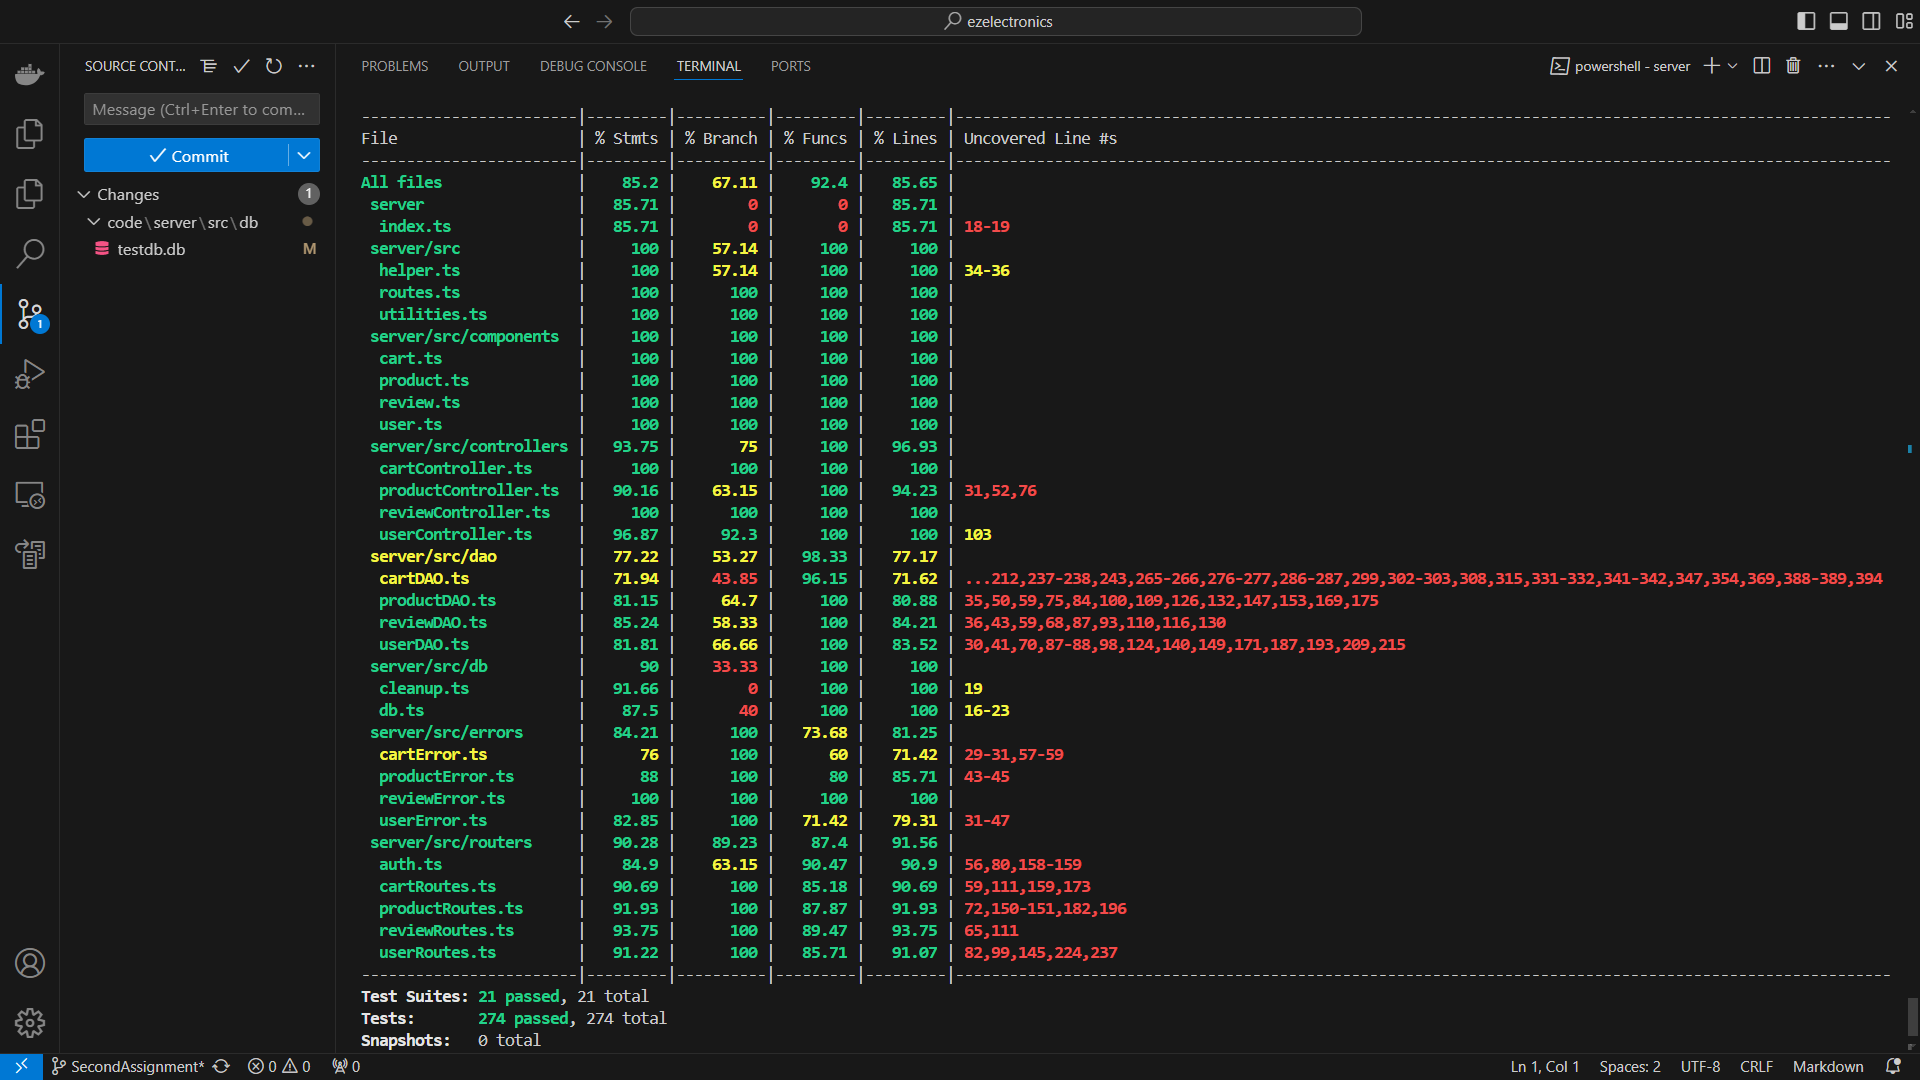 ezelectronics
SOURCE CONT...
Message (Ctrl+Enter to com...
Commit
Changes 1
code\server\src\db
testdb.db M
1
PROBLEMS OUTPUT DEBUG CONSOLE TERMINAL PORTS
powershell - server
-------------------------|---------|----------|---------|---------|--------------------------------------------------------------------------------------------------------
File | % Stmts | % Branch | % Funcs | % Lines | Uncovered Line #s
-------------------------|---------|----------|---------|---------|--------------------------------------------------------------------------------------------------------
All files | 85.2 | 67.11 | 92.4 | 85.65 |
server | 85.71 | 0 | 0 | 85.71 |
index.ts | 85.71 | 0 | 0 | 85.71 | 18-19
server/src | 100 | 57.14 | 100 | 100 |
helper.ts | 100 | 57.14 | 100 | 100 | 34-36
routes.ts | 100 | 100 | 100 | 100 |
utilities.ts | 100 | 100 | 100 | 100 |
server/src/components | 100 | 100 | 100 | 100 |
cart.ts | 100 | 100 | 100 | 100 |
product.ts | 100 | 100 | 100 | 100 |
review.ts | 100 | 100 | 100 | 100 |
user.ts | 100 | 100 | 100 | 100 |
server/src/controllers | 93.75 | 75 | 100 | 96.93 |
cartController.ts | 100 | 100 | 100 | 100 |
productController.ts | 90.16 | 63.15 | 100 | 94.23 | 31,52,76
reviewController.ts | 100 | 100 | 100 | 100 |
userController.ts | 96.87 | 92.3 | 100 | 100 | 103
server/src/dao | 77.22 | 53.27 | 98.33 | 77.17 |
cartDAO.ts | 71.94 | 43.85 | 96.15 | 71.62 | ...212,237-238,243,265-266,276-277,286-287,299,302-303,308,315,331-332,341-342,347,354,369,388-389,394
productDAO.ts | 81.15 | 64.7 | 100 | 80.88 | 35,50,59,75,84,100,109,126,132,147,153,169,175
reviewDAO.ts | 85.24 | 58.33 | 100 | 84.21 | 36,43,59,68,87,93,110,116,130
userDAO.ts | 81.81 | 66.66 | 100 | 83.52 | 30,41,70,87-88,98,124,140,149,171,187,193,209,215
server/src/db | 90 | 33.33 | 100 | 100 |
cleanup.ts | 91.66 | 0 | 100 | 100 | 19
db.ts | 87.5 | 40 | 100 | 100 | 16-23
server/src/errors | 84.21 | 100 | 73.68 | 81.25 |
cartError.ts | 76 | 100 | 60 | 71.42 | 29-31,57-59
productError.ts | 88 | 100 | 80 | 85.71 | 43-45
reviewError.ts | 100 | 100 | 100 | 100 |
userError.ts | 82.85 | 100 | 71.42 | 79.31 | 31-47
server/src/routers | 90.28 | 89.23 | 87.4 | 91.56 |
auth.ts | 84.9 | 63.15 | 90.47 | 90.9 | 56,80,158-159
cartRoutes.ts | 90.69 | 100 | 85.18 | 90.69 | 59,111,159,173
productRoutes.ts | 91.93 | 100 | 87.87 | 91.93 | 72,150-151,182,196
reviewRoutes.ts | 93.75 | 100 | 89.47 | 93.75 | 65,111
userRoutes.ts | 91.22 | 100 | 85.71 | 91.07 | 82,99,145,224,237
-------------------------|---------|----------|---------|---------|--------------------------------------------------------------------------------------------------------
Test Suites: 21 passed, 21 total
Tests: 274 passed, 274 total
Snapshots: 0 total
SecondAssignment* 0 0 0 Ln 1, Col 1 Spaces: 2 UTF-8 CRLF Markdown